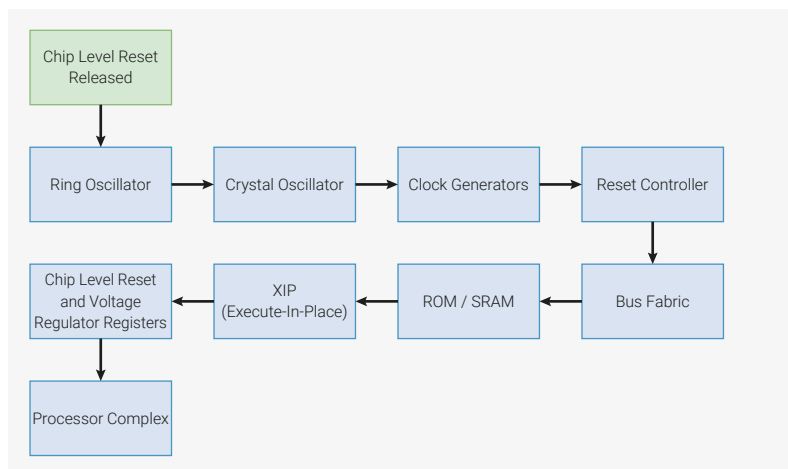 Chip Level Reset
Released
Ring Oscillator
Crystal Oscillator
Clock Generators
Reset Controller
Chip Level Reset
and Voltage
Regulator Registers
XIP
(Execute-In-Place)
ROM / SRAM
Bus Fabric
Processor Complex